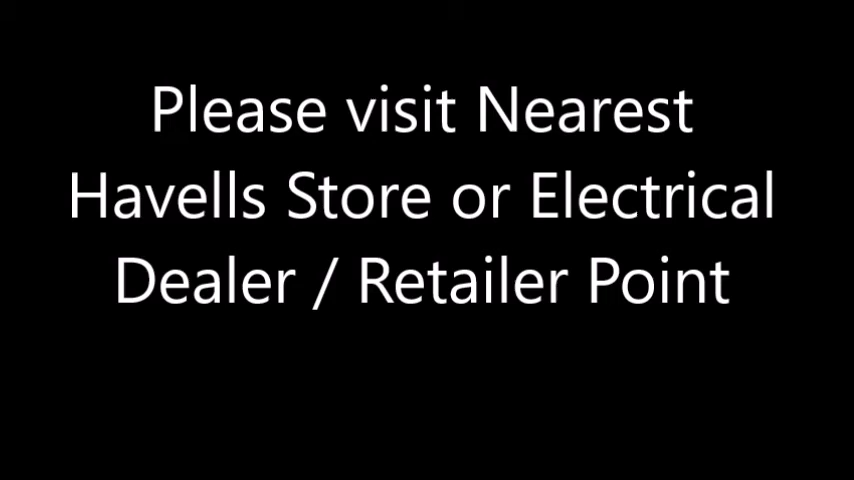 Please visit Nearest
Havells Store or Electrical
Dealer / Retailer Point